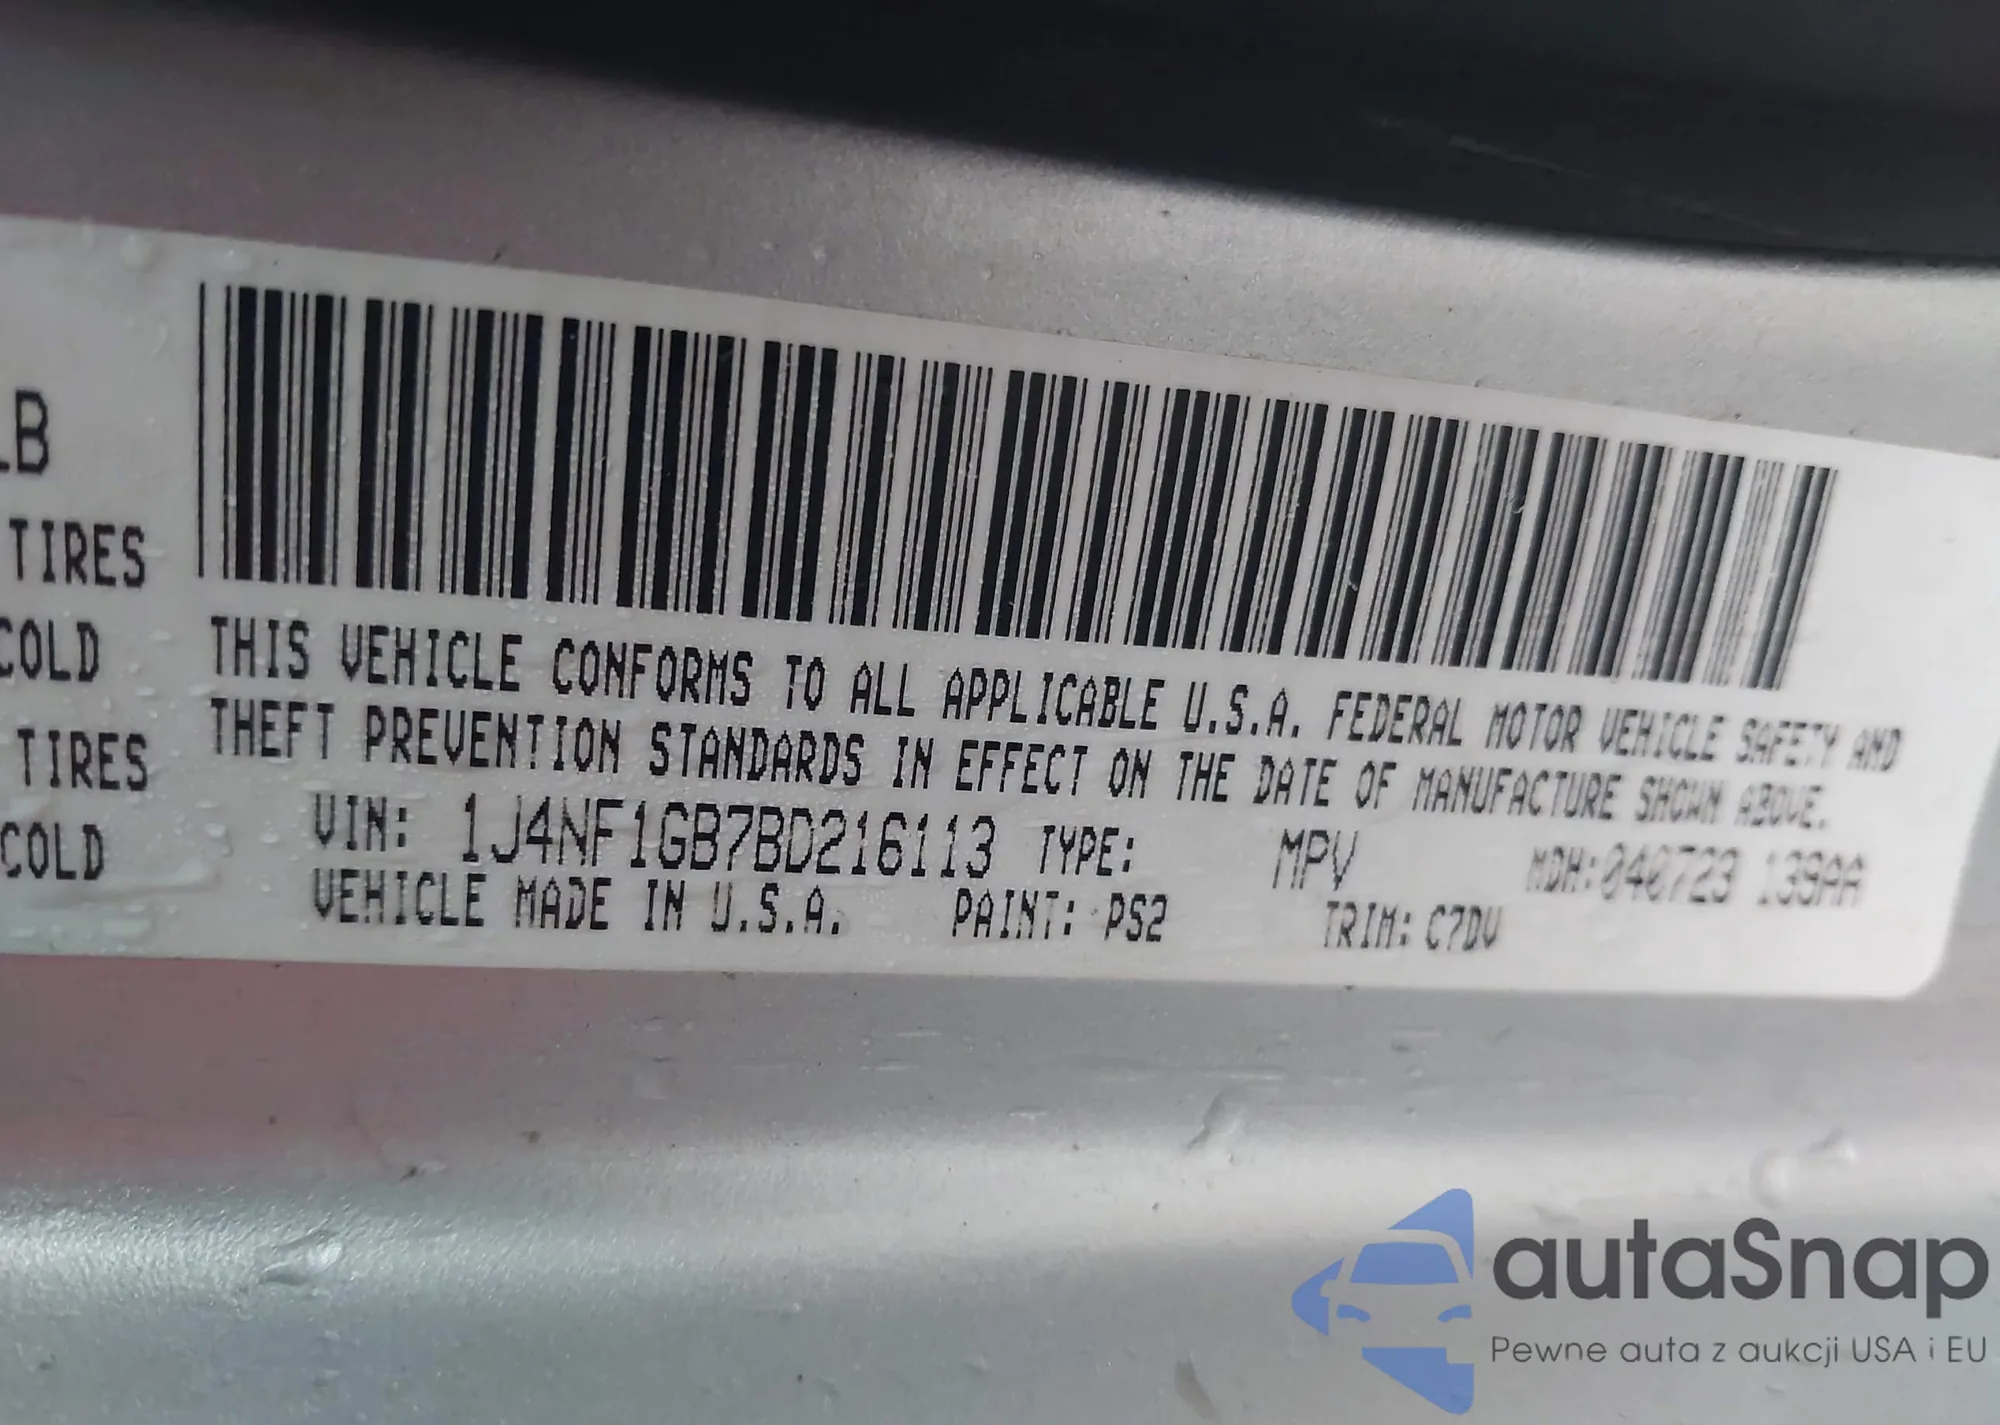 LB
TIRES
COLD
TIRES
COLD
THIS VEHICLE CONFORMS TO ALL APPLICABLE U.S.A. FEDERAL MOTOR VEHICLE SAFETY AND
THEFT PREVENTION STANDARDS IN EFFECT ON THE DATE OF MANUFACTURE SHOWN ABOVE.
VIN: 1J4NF1GB7BD216113 TYPE: MPV MDH:040723 139AA
VEHICLE MADE IN U.S.A. PAINT: PS2 TRIM: C7DV
autaSnap
Pewne auta z aukcji USA i EU